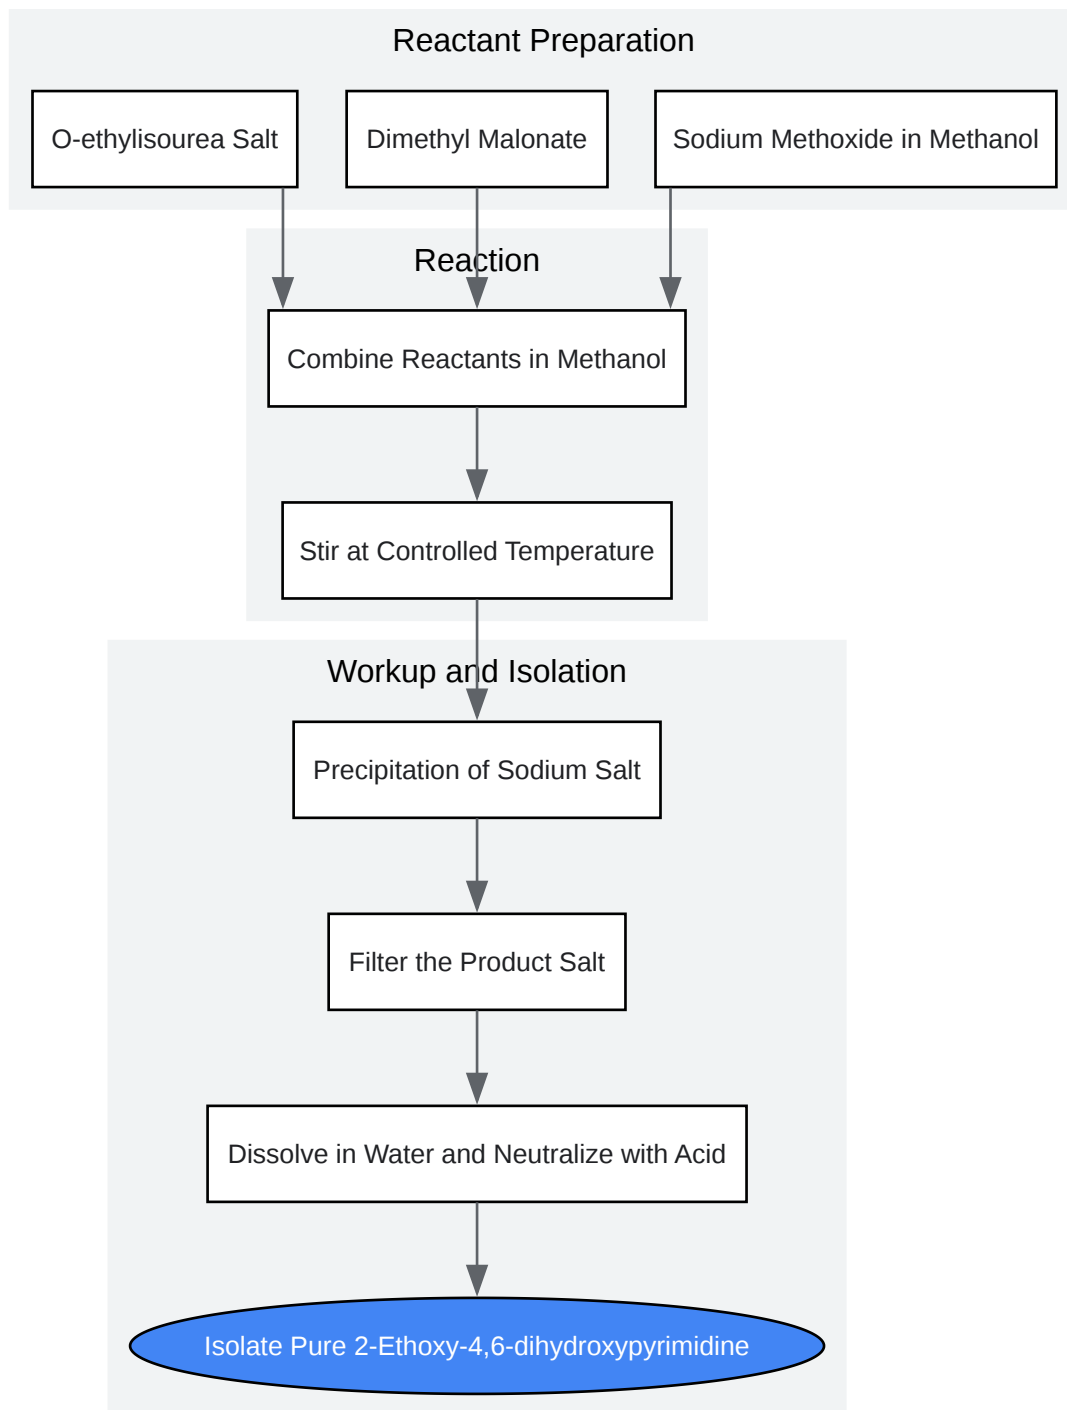 Reactant Preparation
O-ethylisourea Salt
Dimethyl Malonate
Sodium Methoxide in Methanol
Reaction
Combine Reactants in Methanol
Stir at Controlled Temperature
Workup and Isolation
Precipitation of Sodium Salt
Filter the Product Salt
Dissolve in Water and Neutralize with Acid
Isolate Pure 2-Ethoxy-4,6-dihydroxypyrimidine